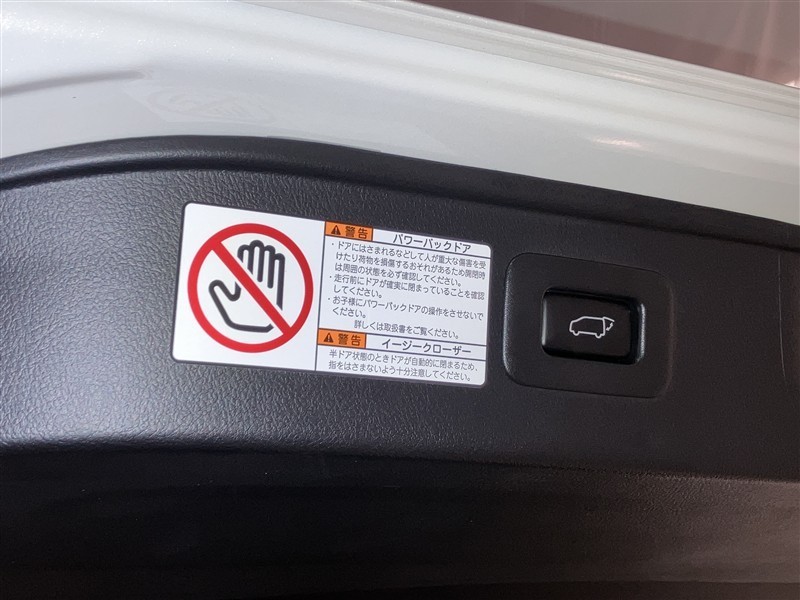 警告 パワーバックドア
・ドアにはさまれるなどして人が重大な傷害を受
けたり荷物を損傷するおそれがあるため開閉時
は周囲の状態を必ず確認してください。
・走行前にドアが確実に閉まっていることを確認
してください。
・お子様にパワーバックドアの操作をさせないで
ください。
詳しくは取扱書をご覧ください。
警告 イージークローザー
半ドア状態のときドアが自動的に閉まるため、
指をはさまないよう十分注意してください。